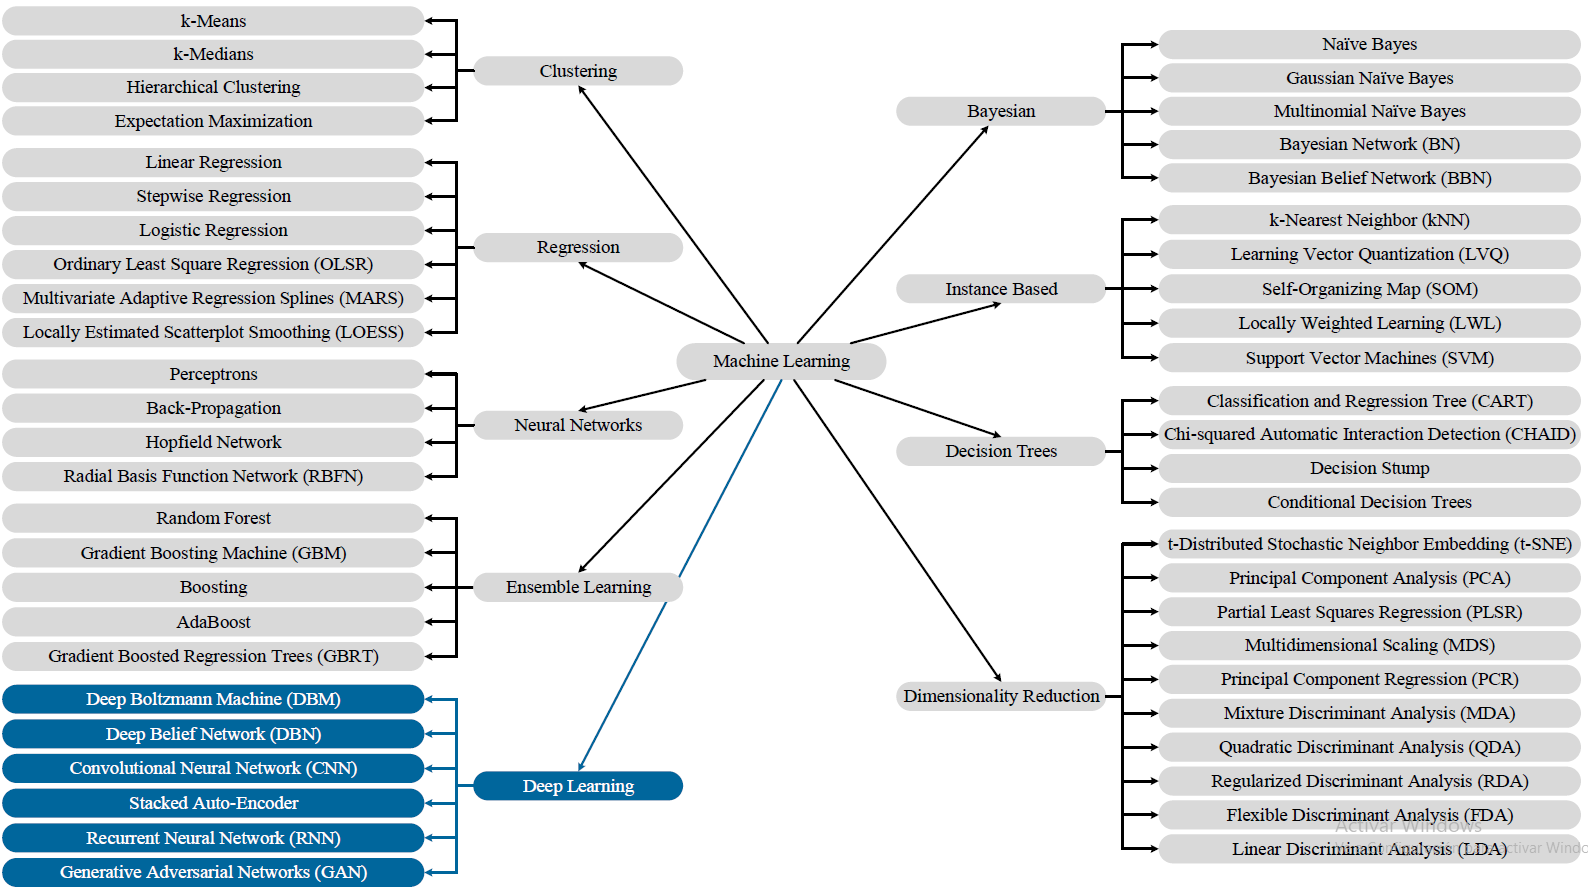 k-Means
k-Medians
Hierarchical Clustering
Expectation Maximization
Clustering
Linear Regression
Stepwise Regression
Logistic Regression
Ordinary Least Square Regression (OLSR)
Multivariate Adaptive Regression Splines (MARS)
Locally Estimated Scatterplot Smoothing (LOESS)
Regression
Perceptrons
Back-Propagation
Hopfield Network
Radial Basis Function Network (RBFN)
Neural Networks
Random Forest
Gradient Boosting Machine (GBM)
Boosting
AdaBoost
Gradient Boosted Regression Trees (GBRT)
Ensemble Learning
Deep Boltzmann Machine (DBM)
Deep Belief Network (DBN)
Convolutional Neural Network (CNN)
Stacked Auto-Encoder
Recurrent Neural Network (RNN)
Generative Adversarial Networks (GAN)
Deep Learning
Machine Learning
Bayesian
Naïve Bayes
Gaussian Naïve Bayes
Multinomial Naïve Bayes
Bayesian Network (BN)
Bayesian Belief Network (BBN)
Instance Based
k-Nearest Neighbor (kNN)
Learning Vector Quantization (LVQ)
Self-Organizing Map (SOM)
Locally Weighted Learning (LWL)
Support Vector Machines (SVM)
Decision Trees
Classification and Regression Tree (CART)
Chi-squared Automatic Interaction Detection (CHAID)
Decision Stump
Conditional Decision Trees
Dimensionality Reduction
t-Distributed Stochastic Neighbor Embedding (t-SNE)
Principal Component Analysis (PCA)
Partial Least Squares Regression (PLSR)
Multidimensional Scaling (MDS)
Principal Component Regression (PCR)
Mixture Discriminant Analysis (MDA)
Quadratic Discriminant Analysis (QDA)
Regularized Discriminant Analysis (RDA)
Flexible Discriminant Analysis (FDA)
Linear Discriminant Analysis (LDA)
Activar Windows
activar Windo